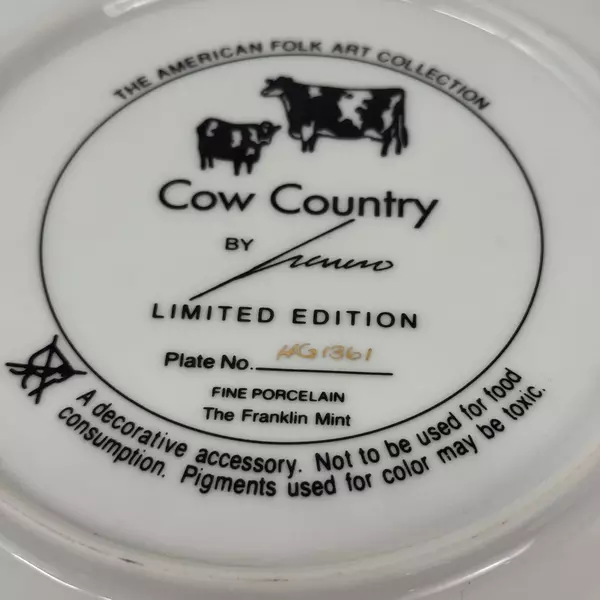 THE AMERICAN FOLK ART COLLECTION
Cow Country
BY
LIMITED EDITION
Plate No. HG1361
FINE PORCELAIN
The Franklin Mint
A decorative accessory. Not to be used for food
consumption. Pigments used for color may be toxic.